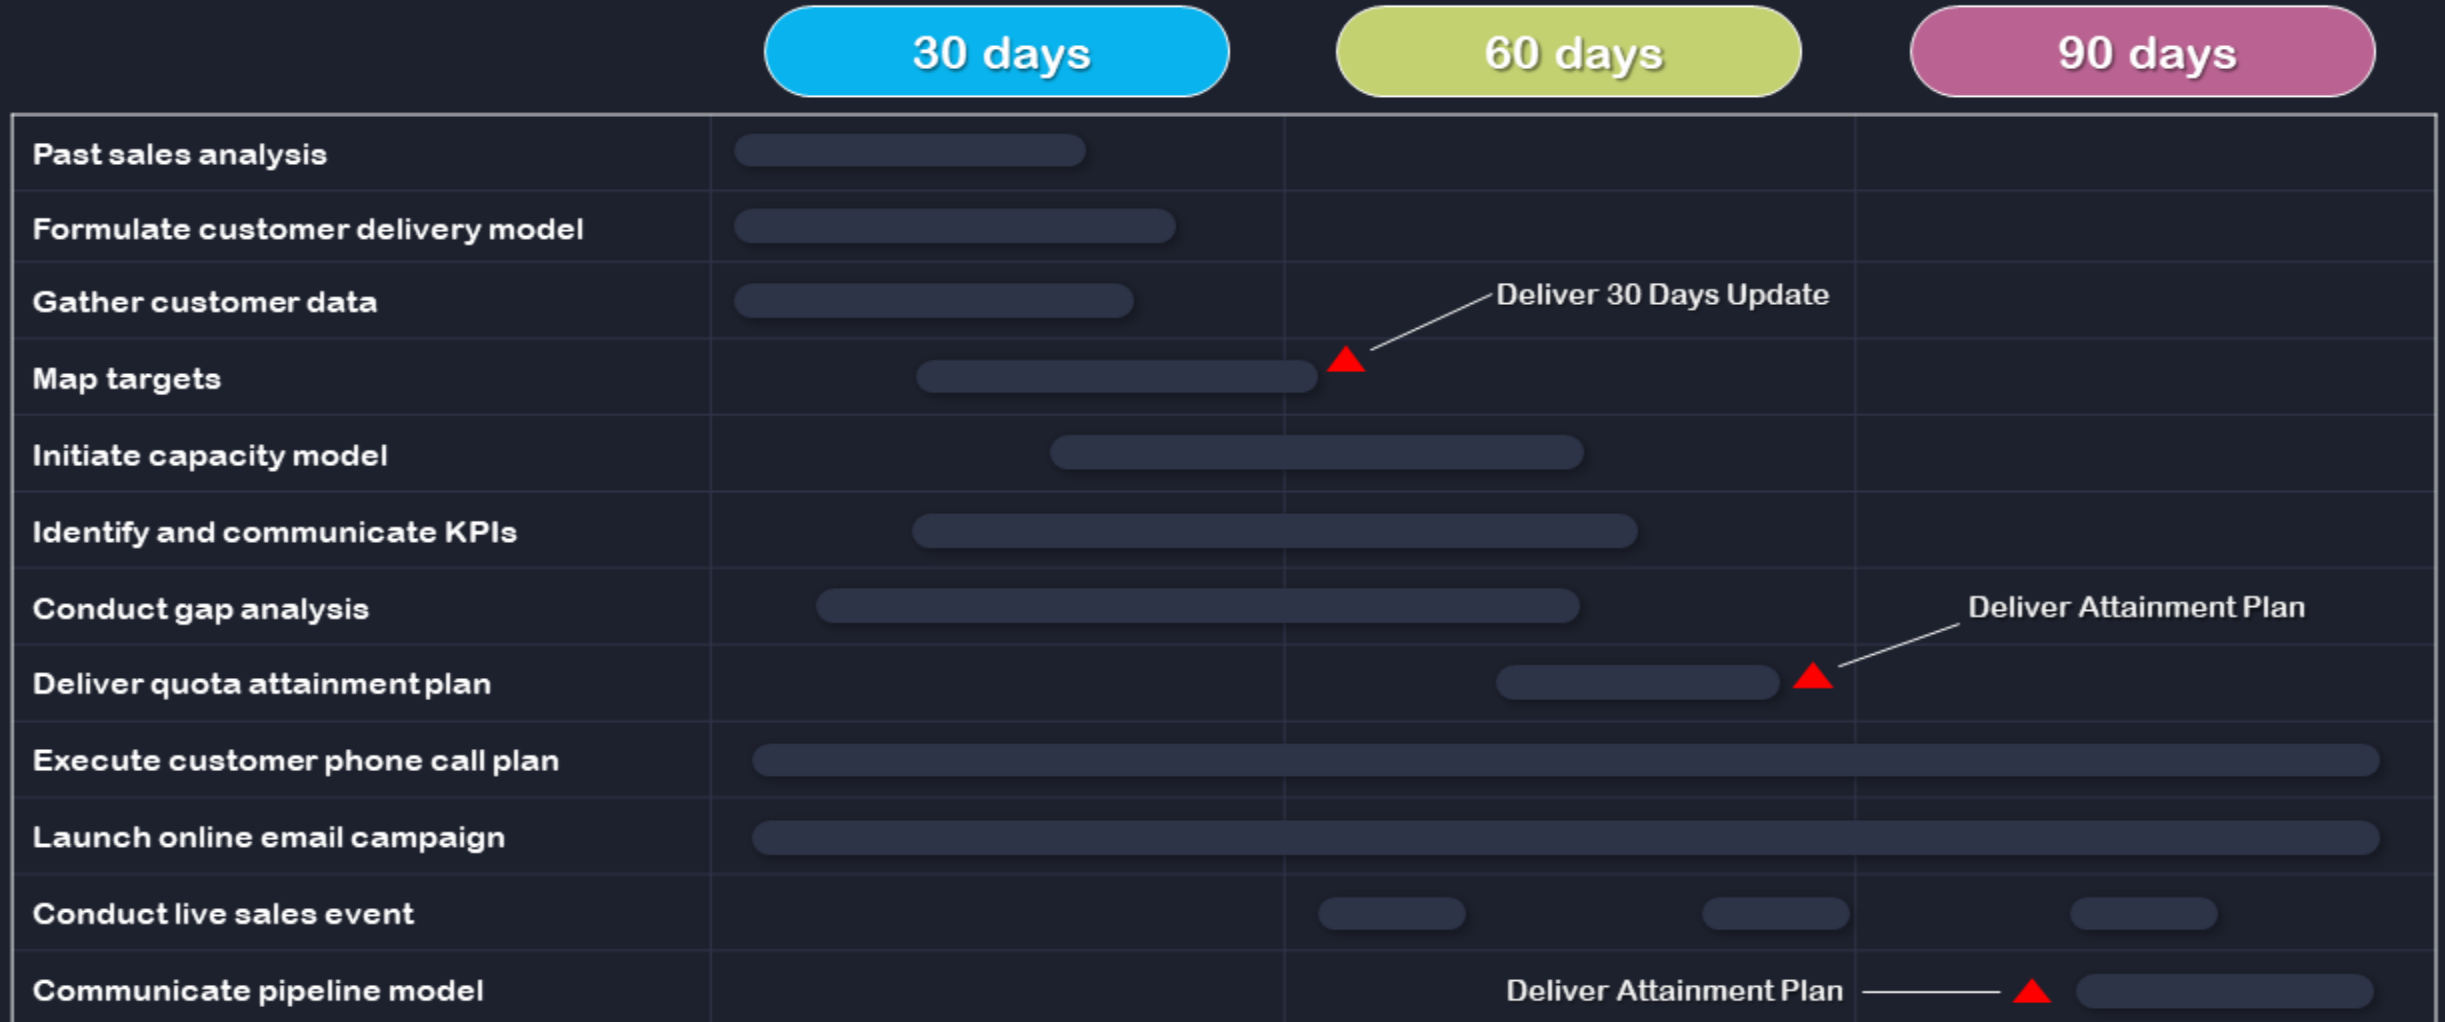 30 days
60 days
90 days
Past sales analysis
Formulate customer delivery model
Gather customer data
Deliver 30 Days Update
Map targets
Initiate capacity model
Identify and communicate KPIs
Conduct gap analysis
Deliver Attainment Plan
Deliver quota attainment plan
Execute customer phone call plan
Launch online email campaign
Conduct live sales event
Communicate pipeline model
Deliver Attainment Plan